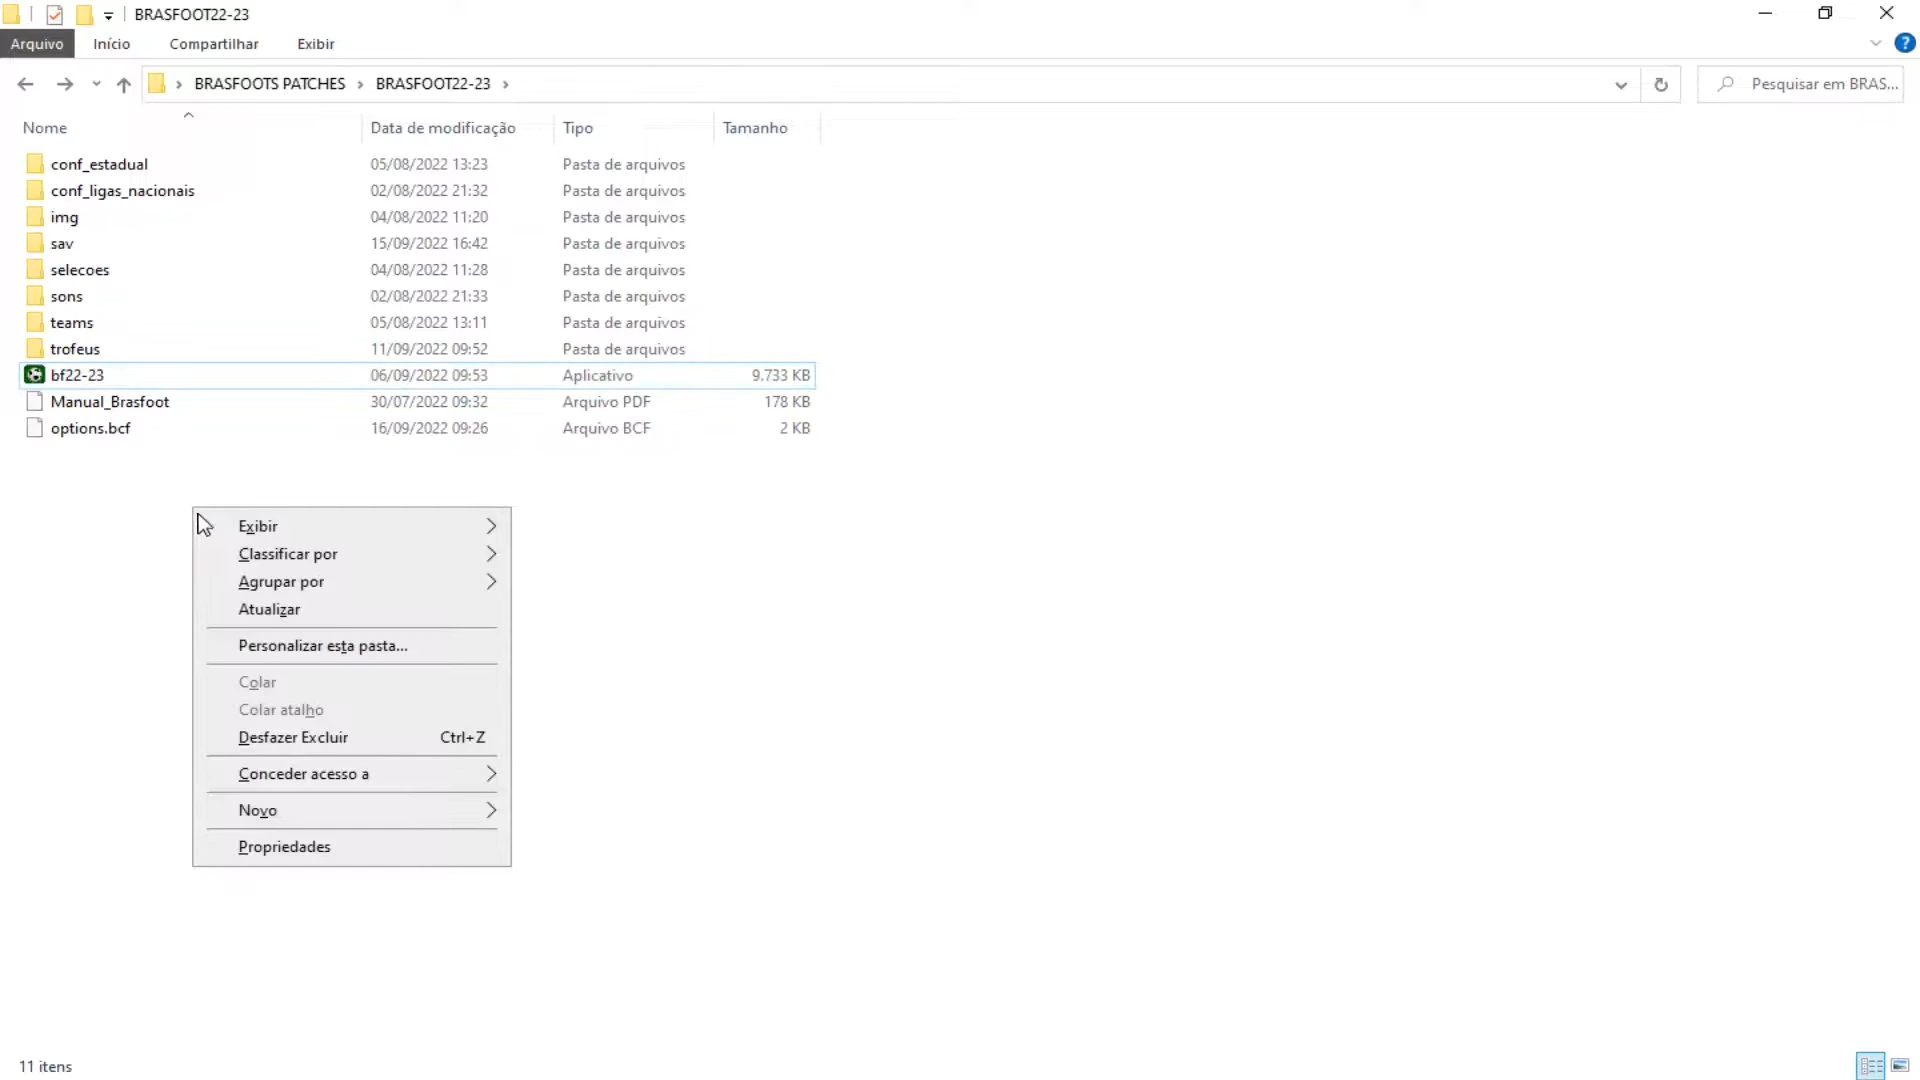 BRASFOOT22-23
Arquivo Início Compartilhar Exibir
BRASFOOTS PATCHES BRASFOOT22-23 Pesquisar em BRAS...
Nome Data de modificação Tipo Tamanho
conf_estadual 05/08/2022 13:23 Pasta de arquivos
conf_ligas_nacionais 02/08/2022 21:32 Pasta de arquivos
img 04/08/2022 11:20 Pasta de arquivos
sav 15/09/2022 16:42 Pasta de arquivos
selecoes 04/08/2022 11:28 Pasta de arquivos
sons 02/08/2022 21:33 Pasta de arquivos
teams 05/08/2022 13:11 Pasta de arquivos
trofeus 11/09/2022 09:52 Pasta de arquivos
bf22-23 06/09/2022 09:53 Aplicativo 9.733 KB
Manual_Brasfoot 30/07/2022 09:32 Arquivo PDF 178 KB
options.bcf 16/09/2022 09:26 Arquivo BCF 2 KB
Exibir
Classificar por
Agrupar por
Atualizar
Personalizar esta pasta...
Colar
Colar atalho
Desfazer Excluir Ctrl+Z
Conceder acesso a
Novo
Propriedades
11 itens